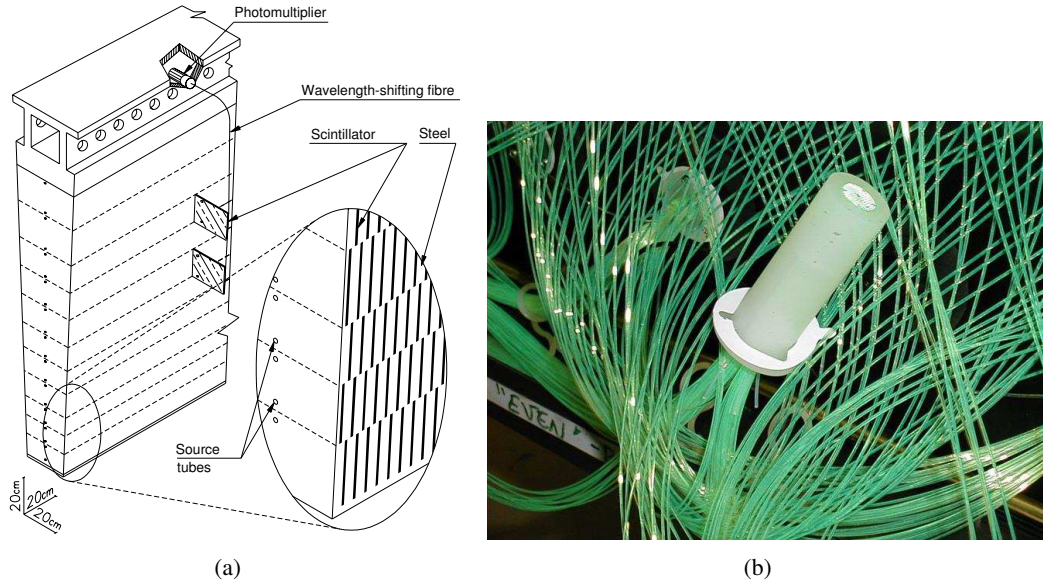 Photomultiplier
Wavelength-shifting fibre
Scintillator
Steel
Source
tubes
20cm
20cm
20cm
"EVEN"
(a)
(b)